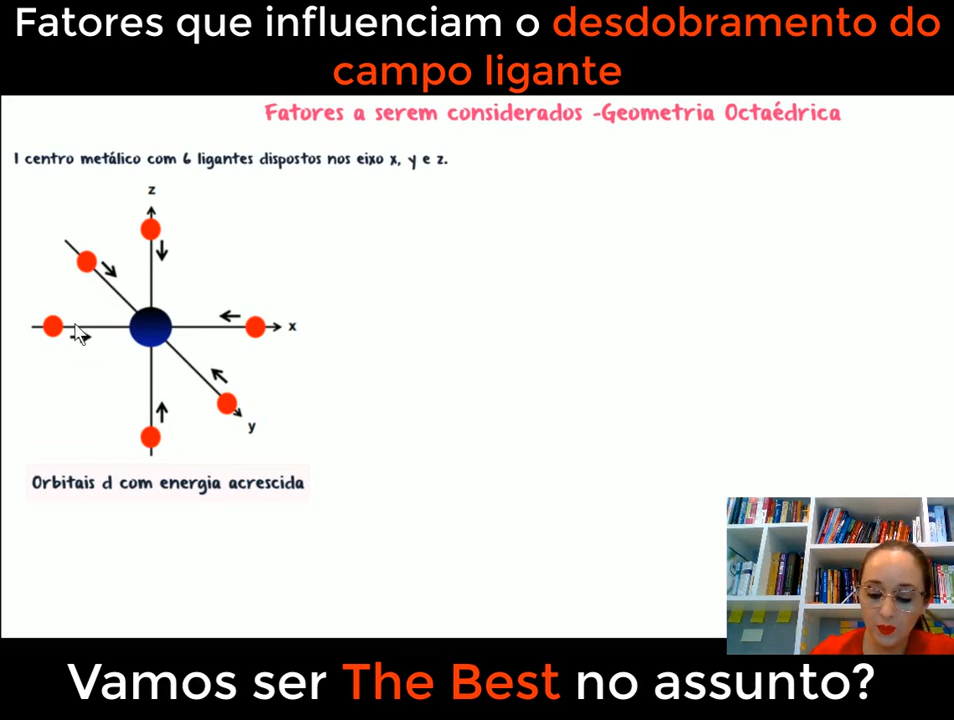 Fatores que influenciam o desdobramento do
campo ligante
Fatores a serem considerados -Geometria Octaédrica
1 centro metálico com 6 ligantes dispostos nos eixo x, y e z.
z
x
y
Orbitais d com energia acrescida
Vamos ser The Best no assunto?